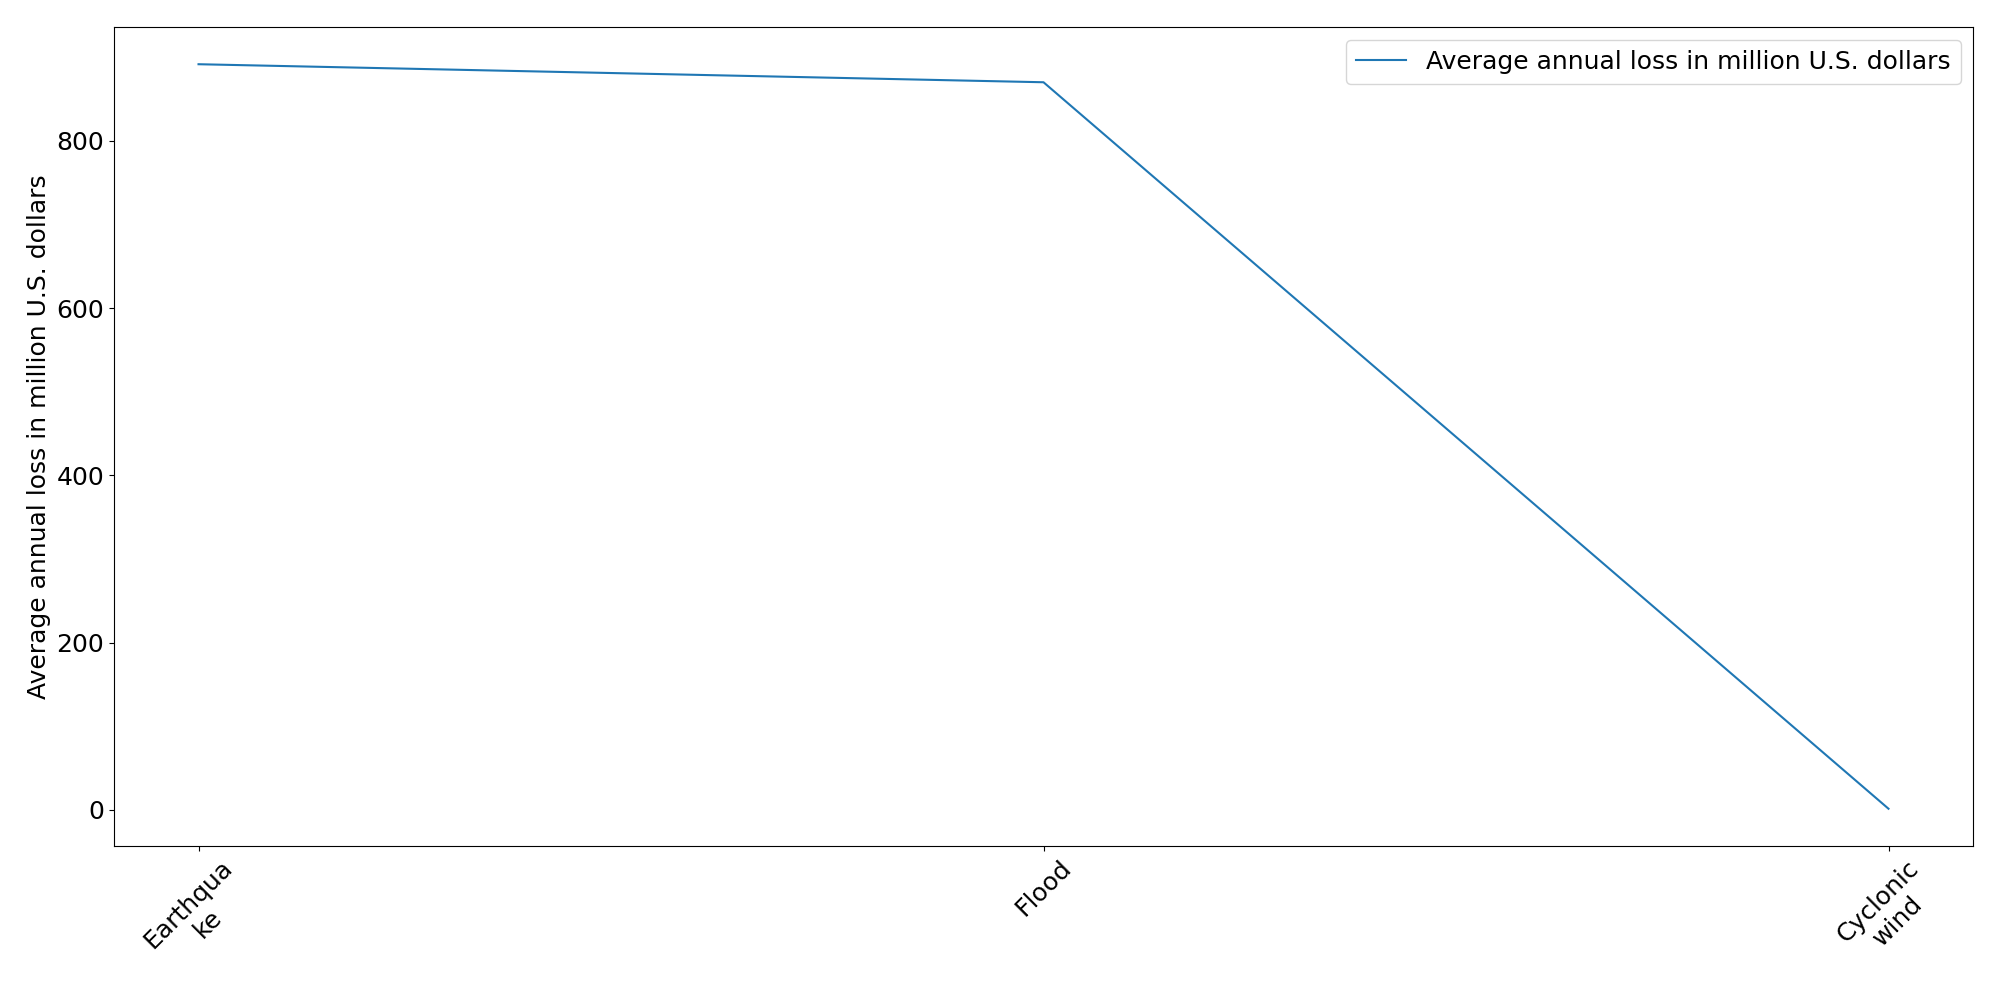 Average annual loss in million U.S. dollars
Average annual loss in million U.S. dollars
800
600
400
200
0
Earthqua
ke
Flood
Cyclonic
wind